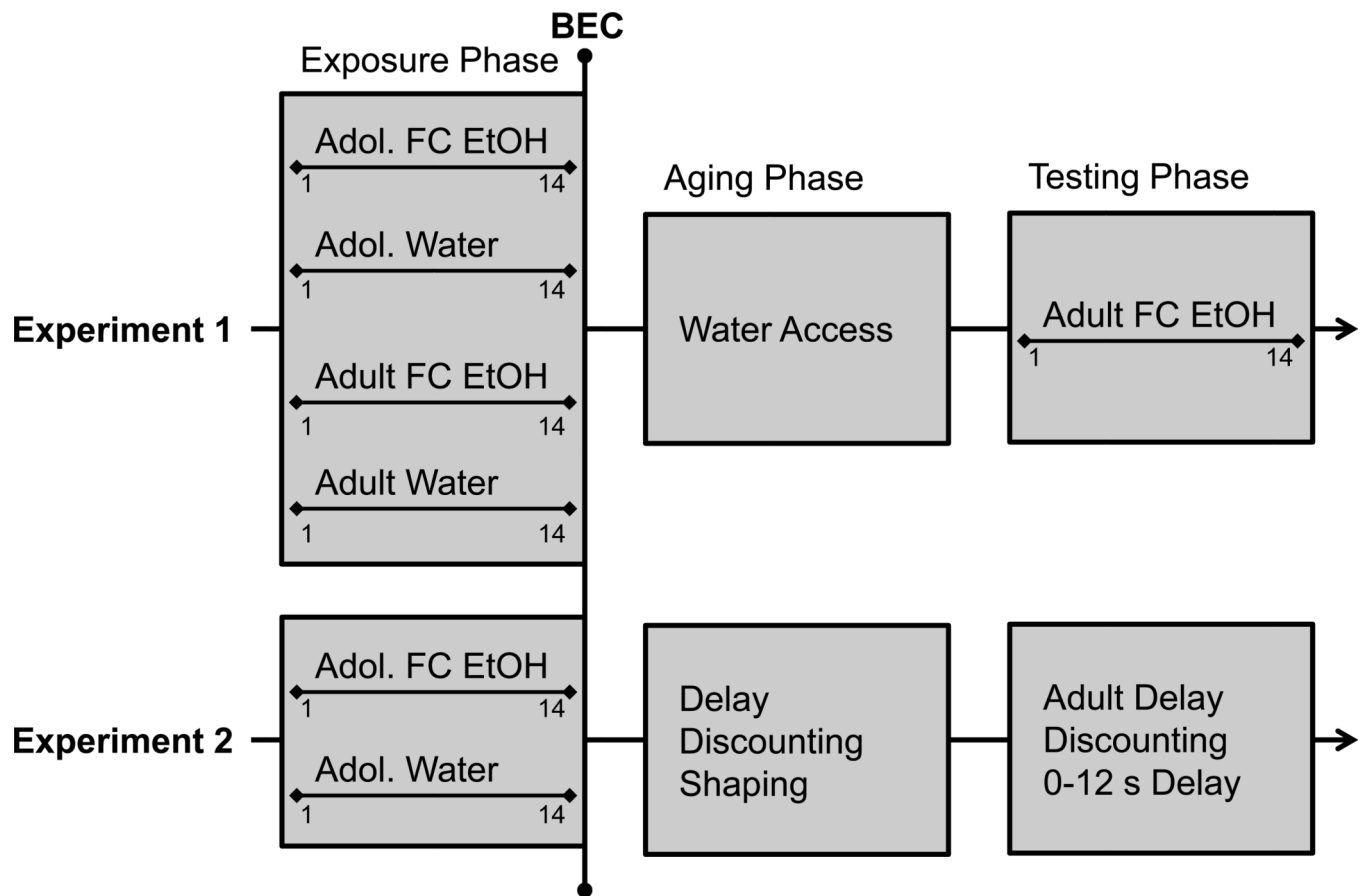 BEC
Exposure Phase
Adol. FC EtOH
1 14
Adol. Water
1 14
Adult FC EtOH
1 14
Adult Water
1 14
Experiment 1
Aging Phase
Water Access
Testing Phase
Adult FC EtOH
1 14
Experiment 2
Adol. FC EtOH
1 14
Adol. Water
1 14
Delay
Discounting
Shaping
Adult Delay
Discounting
0-12 s Delay